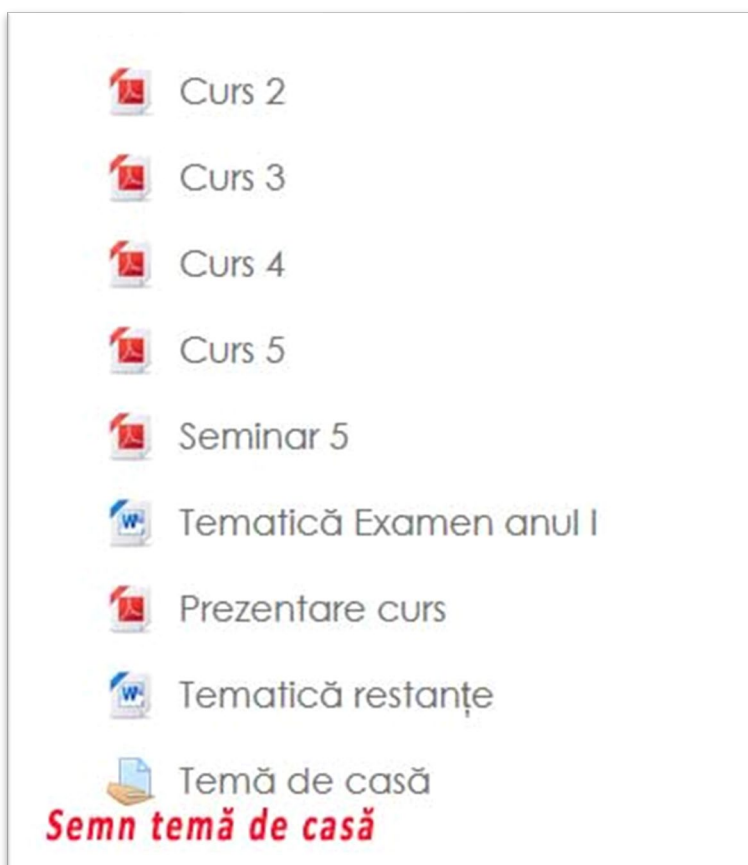 Curs 2
Curs 3
Curs 4
Curs 5
Seminar 5
Tematică Examen anul I
Prezentare curs
Tematică restanțe
Temă de casă
Semn temă de casă